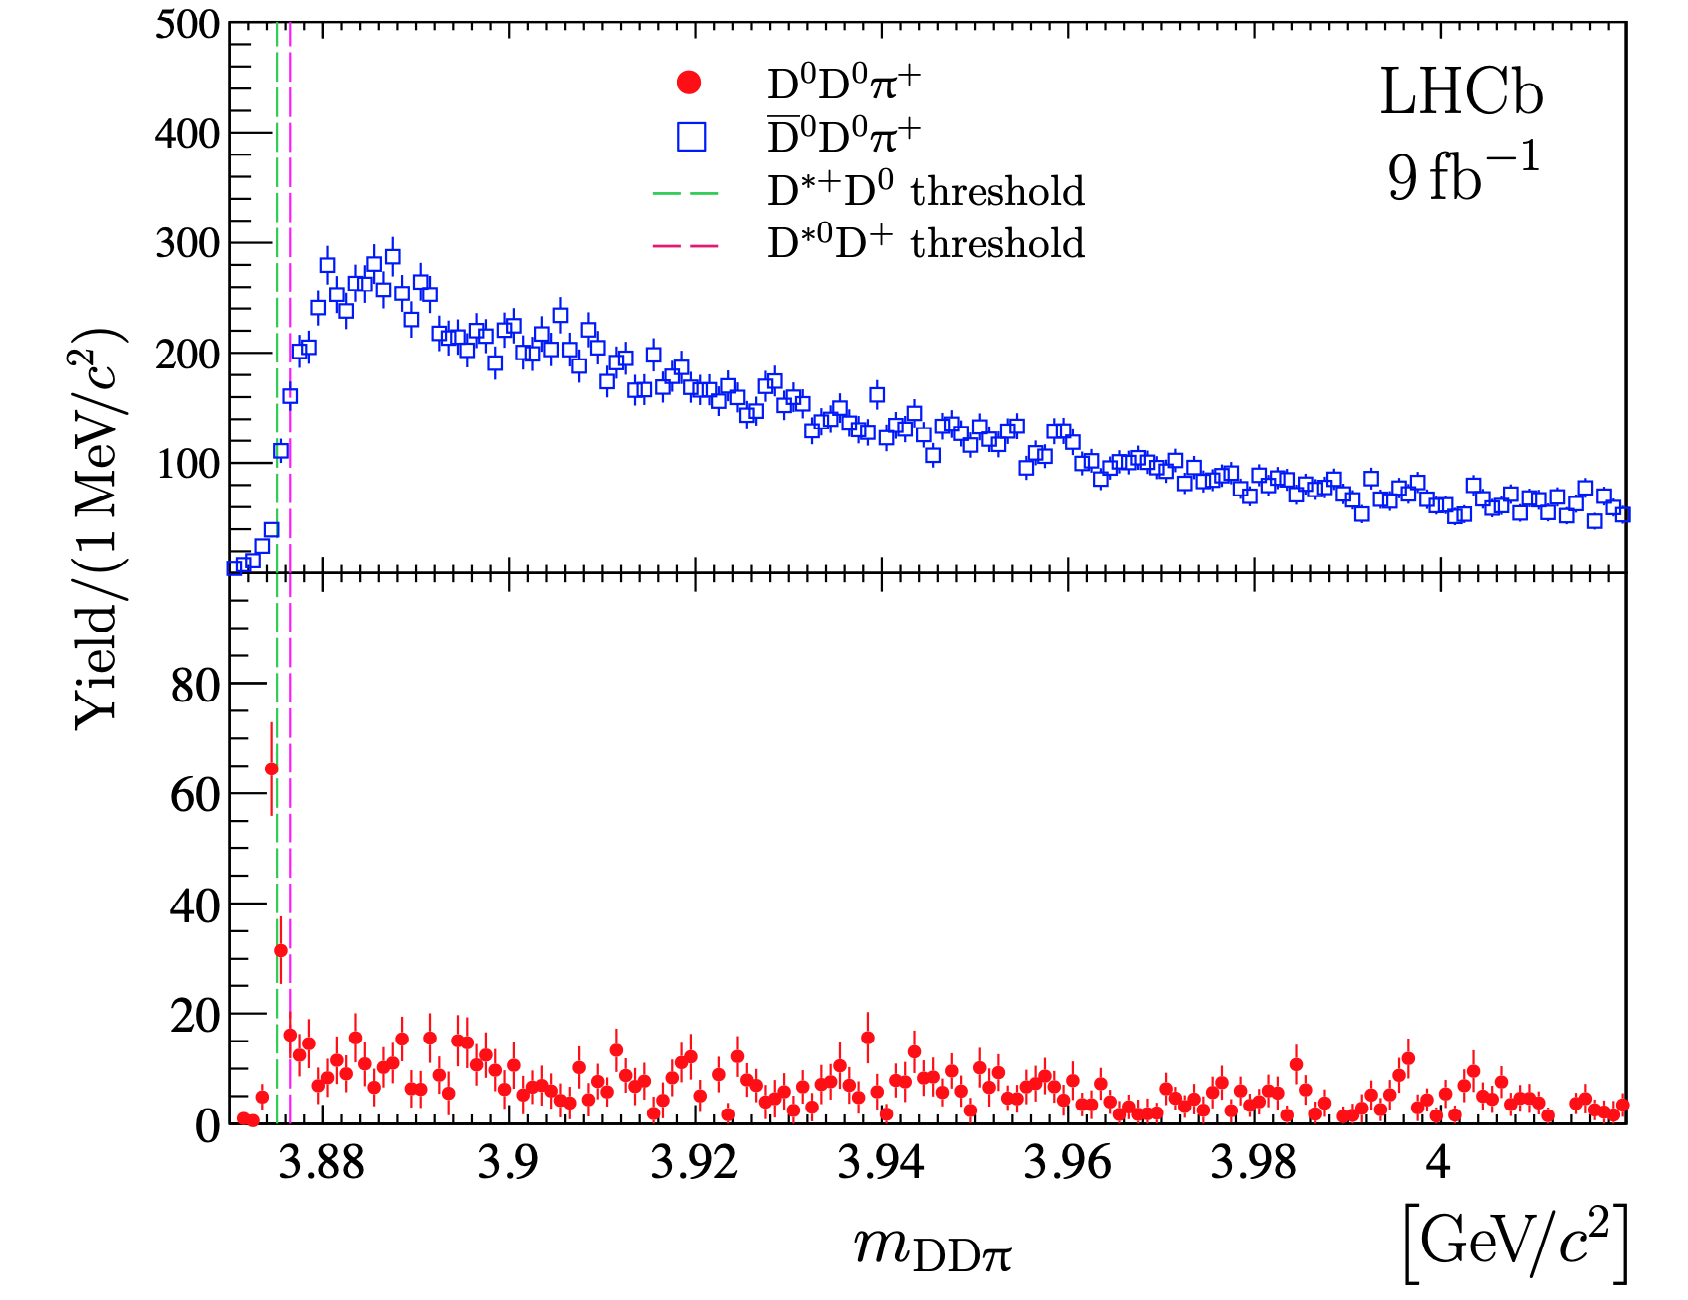 500
400
300
200
100
80
60
40
20
0
Yield/(1 MeV/c²)
D⁰D⁰π⁺
D̅⁰D⁰π⁺
D*⁺D⁰ threshold
D*⁰D⁺ threshold
LHCb
9 fb⁻¹
3.88 3.9 3.92 3.94 3.96 3.98 4
m_DDπ [GeV/c²]